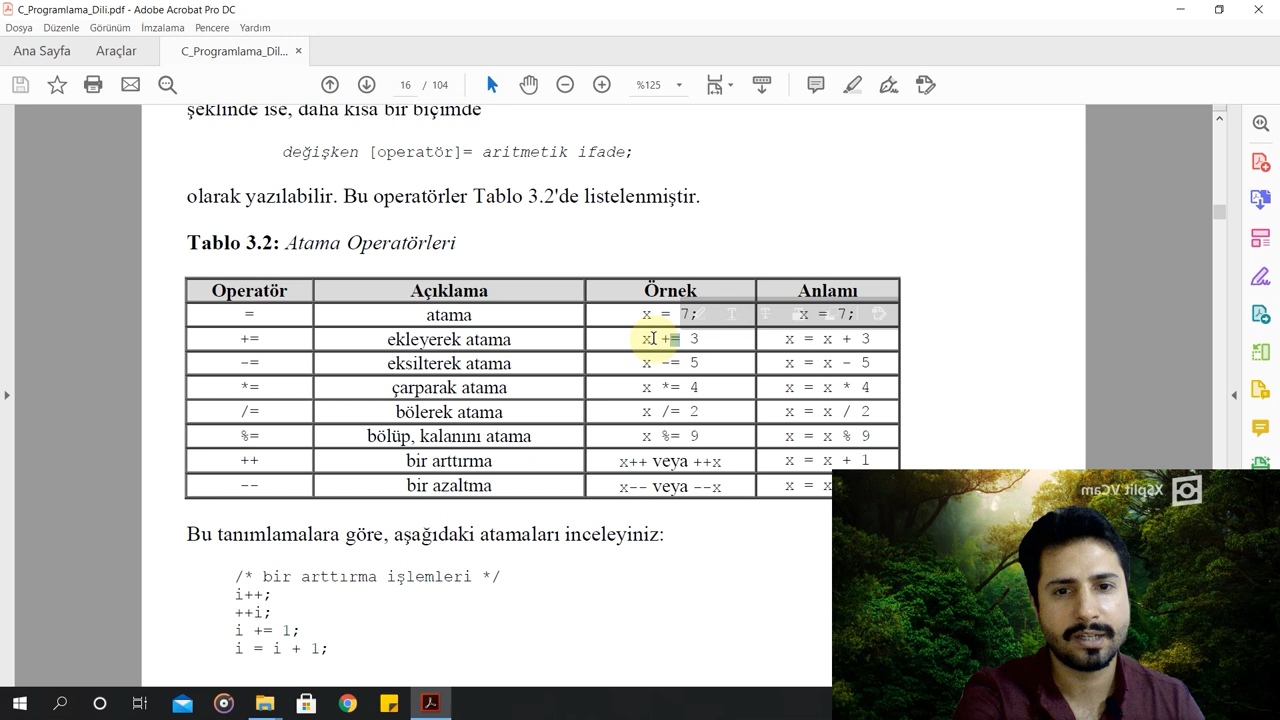 C_Programlama_Dili.pdf - Adobe Acrobat Pro DC
Dosya Düzenle Görünüm İmzalama Pencere Yardım
Ana Sayfa Araçlar C_Programlama_Dil... ×
16 / 104 %125
şeklinde ise, daha kısa bir biçimde
değişken [operatör]= aritmetik ifade;
olarak yazılabilir. Bu operatörler Tablo 3.2'de listelenmiştir.
Tablo 3.2: Atama Operatörleri
Operatör Açıklama Örnek Anlamı
= atama x = 7; x = 7;
+= ekleyerek atama x += 3 x = x + 3
-= eksilterek atama x -= 5 x = x - 5
*= çarparak atama x *= 4 x = x * 4
/= bölerek atama x /= 2 x = x / 2
%= bölüp, kalanını atama x %= 9 x = x % 9
++ bir arttırma x++ veya ++x x = x + 1
-- bir azaltma x-- veya --x x = x
XSplit VCam
Bu tanımlamalara göre, aşağıdaki atamaları inceleyiniz:
/* bir arttırma işlemleri */
i++;
++i;
i += 1;
i = i + 1;